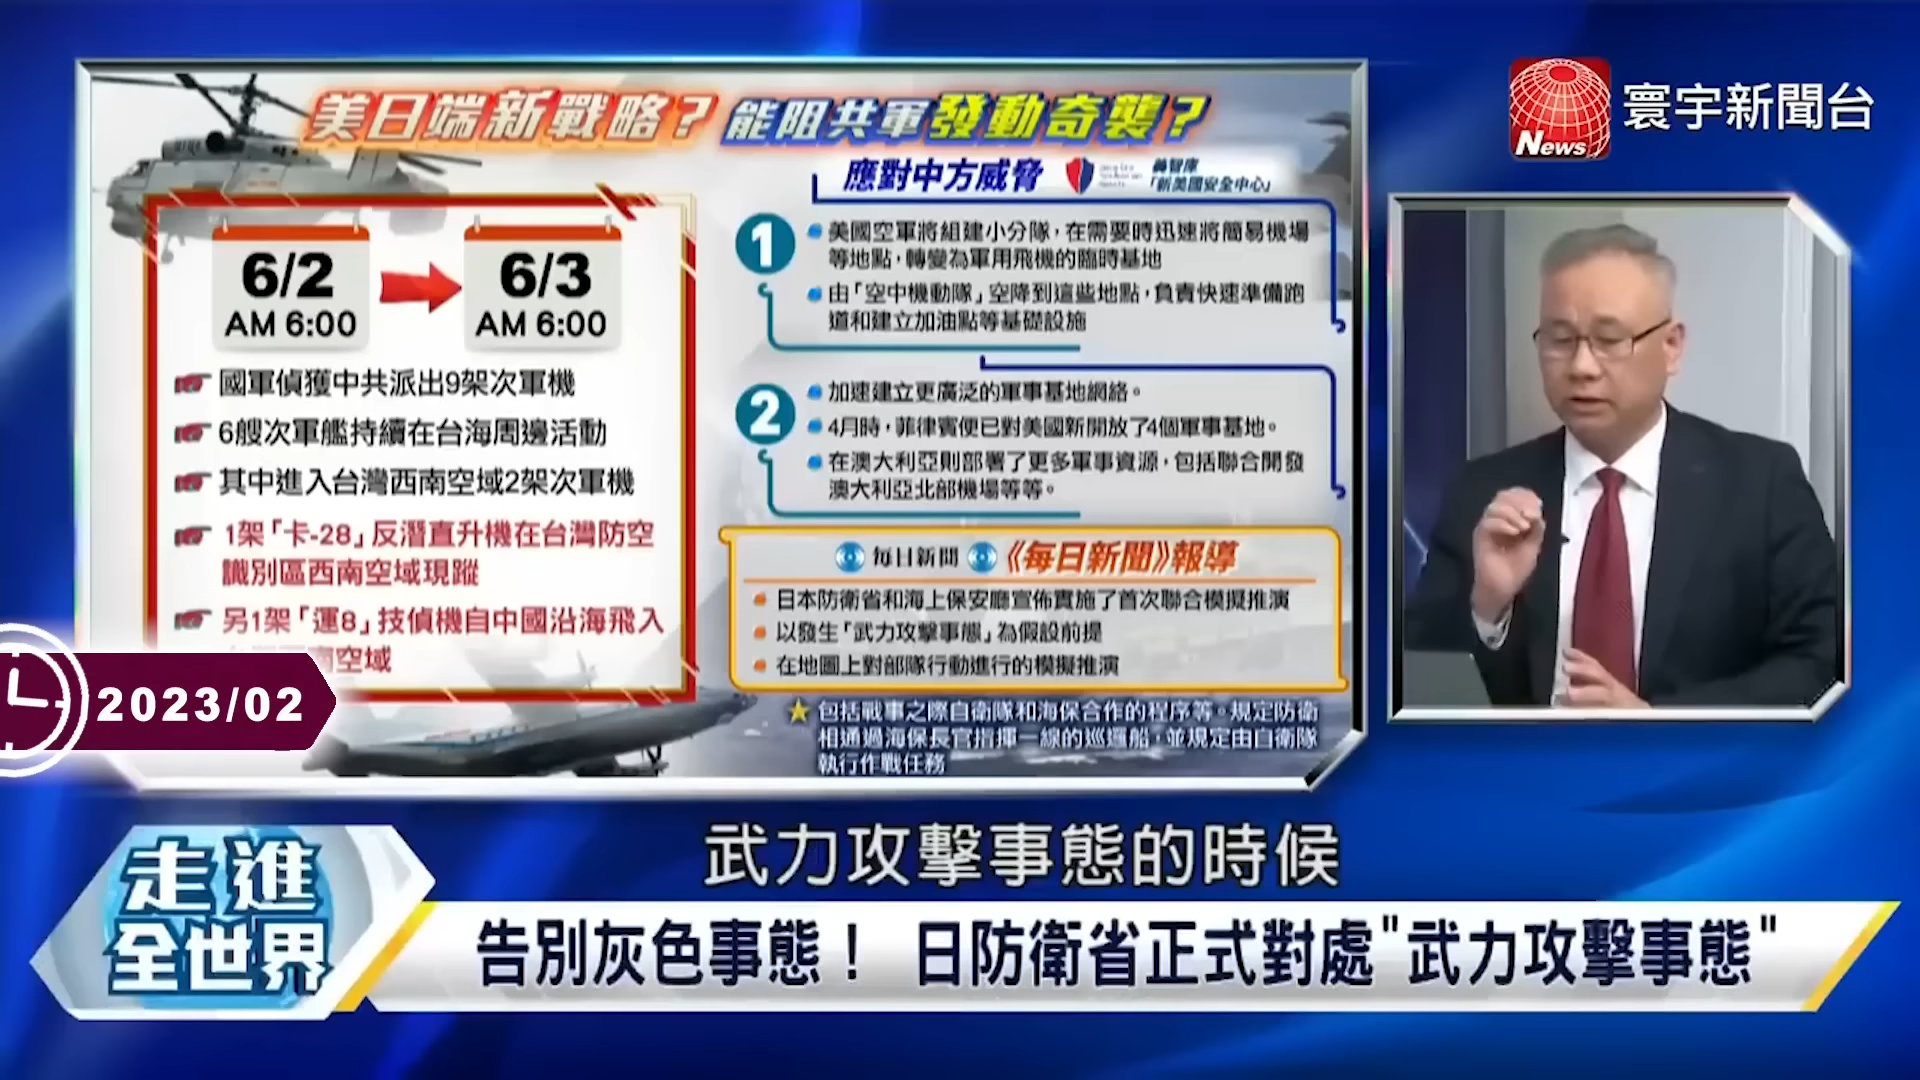 美日端新戰略？能阻共軍發動奇襲？
News
寰宇新聞台
6/2
AM 6:00
6/3
AM 6:00
國軍偵獲中共派出9架次軍機
6艘次軍艦持續在台海周邊活動
其中進入台灣西南空域2架次軍機
1架「卡-28」反潛直升機在台灣防空
識別區西南空域現蹤
另1架「運8」技偵機自中國沿海飛入
空域
應對中方威脅
美智庫
「新美國安全中心」
1
美國空軍將組建小分隊，在需要時迅速將簡易機場
等地點，轉變為軍用飛機的臨時基地
由「空中機動隊」空降到這些地點，負責快速準備跑
道和建立加油點等基礎設施
2
加速建立更廣泛的軍事基地網絡。
4月時，菲律賓便已對美國新開放了4個軍事基地。
在澳大利亞則部署了更多軍事資源，包括聯合開發
澳大利亞北部機場等等。
每日新聞 《每日新聞》報導
日本防衛省和海上保安廳宣佈實施了首次聯合模擬推演
以發生「武力攻擊事態」為假設前提
在地圖上對部隊行動進行的模擬推演
包括戰事之際自衛隊和海保合作的程序等。規定防衛
相通過海保長官指揮一線的巡邏船，並規定由自衛隊
執行作戰任務
2023/02
武力攻擊事態的時候
走進
全世界
告別灰色事態！ 日防衛省正式對處"武力攻擊事態"